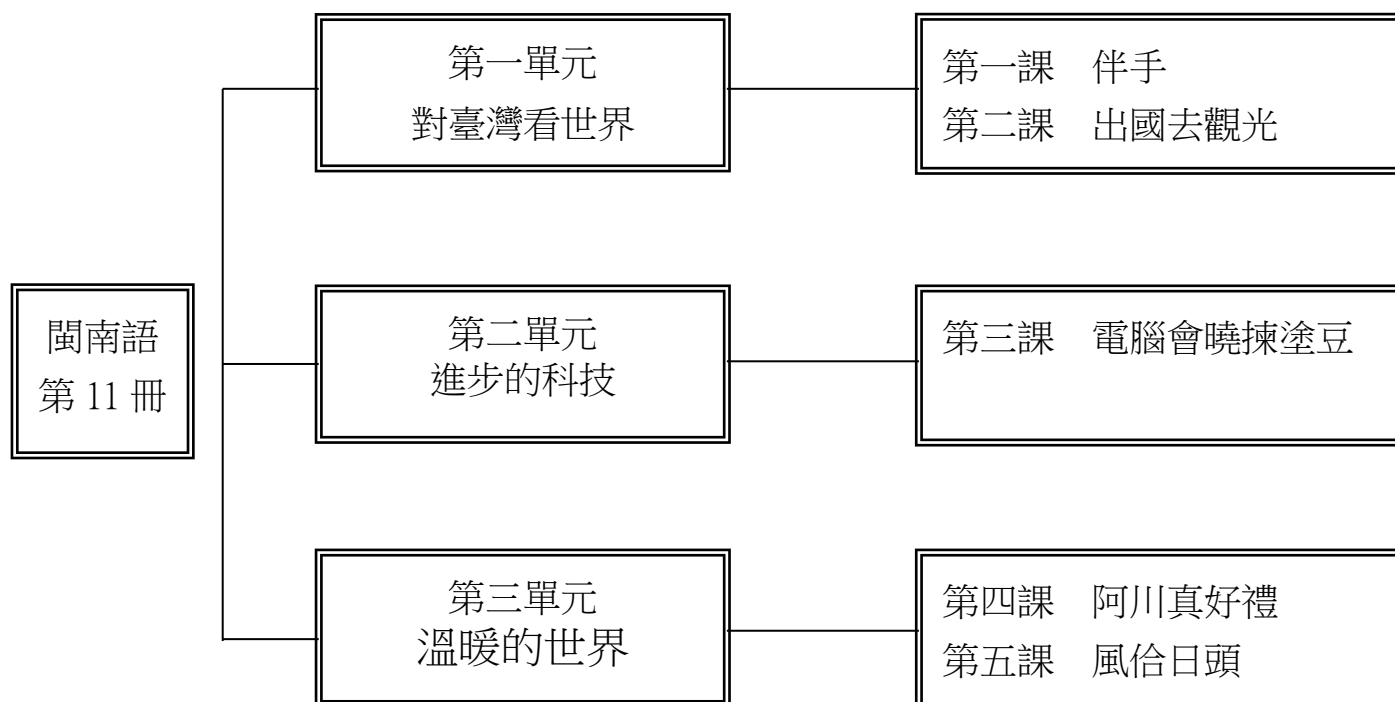 閩南語
第 11 冊
第一單元
對臺灣看世界
第一課　伴手
第二課　出國去觀光
第二單元
進步的科技
第三課　電腦會曉揀塗豆
第三單元
溫暖的世界
第四課　阿川真好禮
第五課　風佮日頭